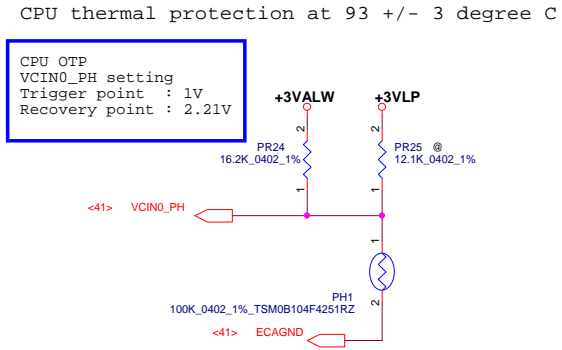 CPU thermal protection at 93 +/- 3 degree C
CPU OTP
VCIN0_PH setting
Trigger point  : 1V
Recovery point : 2.21V
+3VALW
+3VLP
2
2
PR24
16.2K_0402_1%
PR25 @
12.1K_0402_1%
1
1
<41> VCIN0_PH
1
PH1
100K_0402_1%_TSM0B104F4251RZ
2
<41> ECAGND